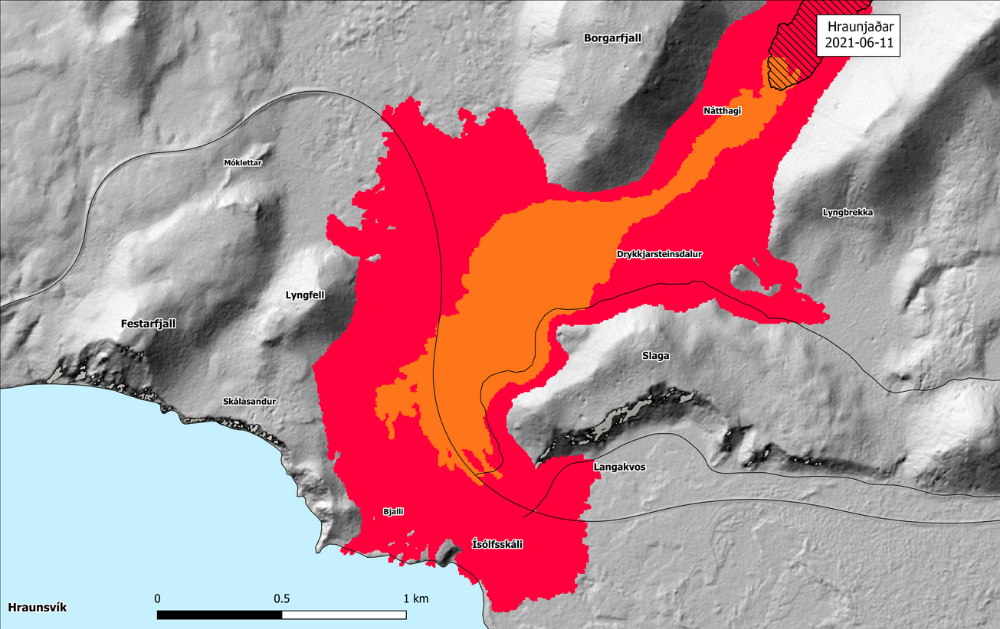 Hraunjaðar
2021-06-11
Borgarfjall
Nátthagi
Móklettar
Lyngbrekka
Drykkjarsteinsdalur
Lyngfell
Festarfjall
Slaga
Skálasandur
Langakvos
Bjalli
Ísólfsskáli
0 0.5 1 km
Hraunsvík